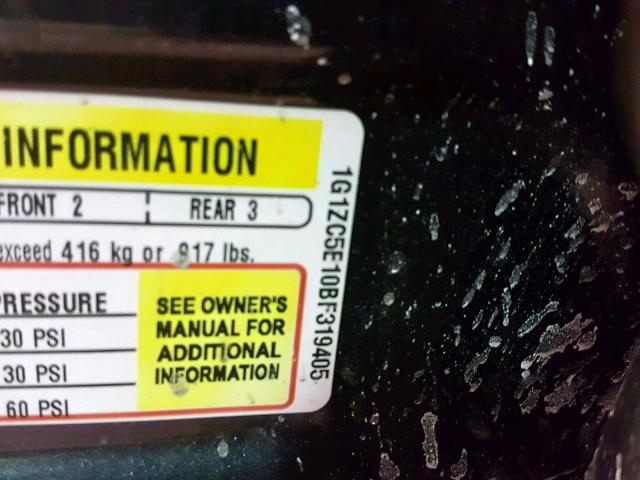 INFORMATION
FRONT 2 REAR 3
exceed 416 kg or 917 lbs.
PRESSURE
30 PSI
30 PSI
60 PSI
SEE OWNER'S
MANUAL FOR
ADDITIONAL
INFORMATION
1G1ZC5E10BF319405